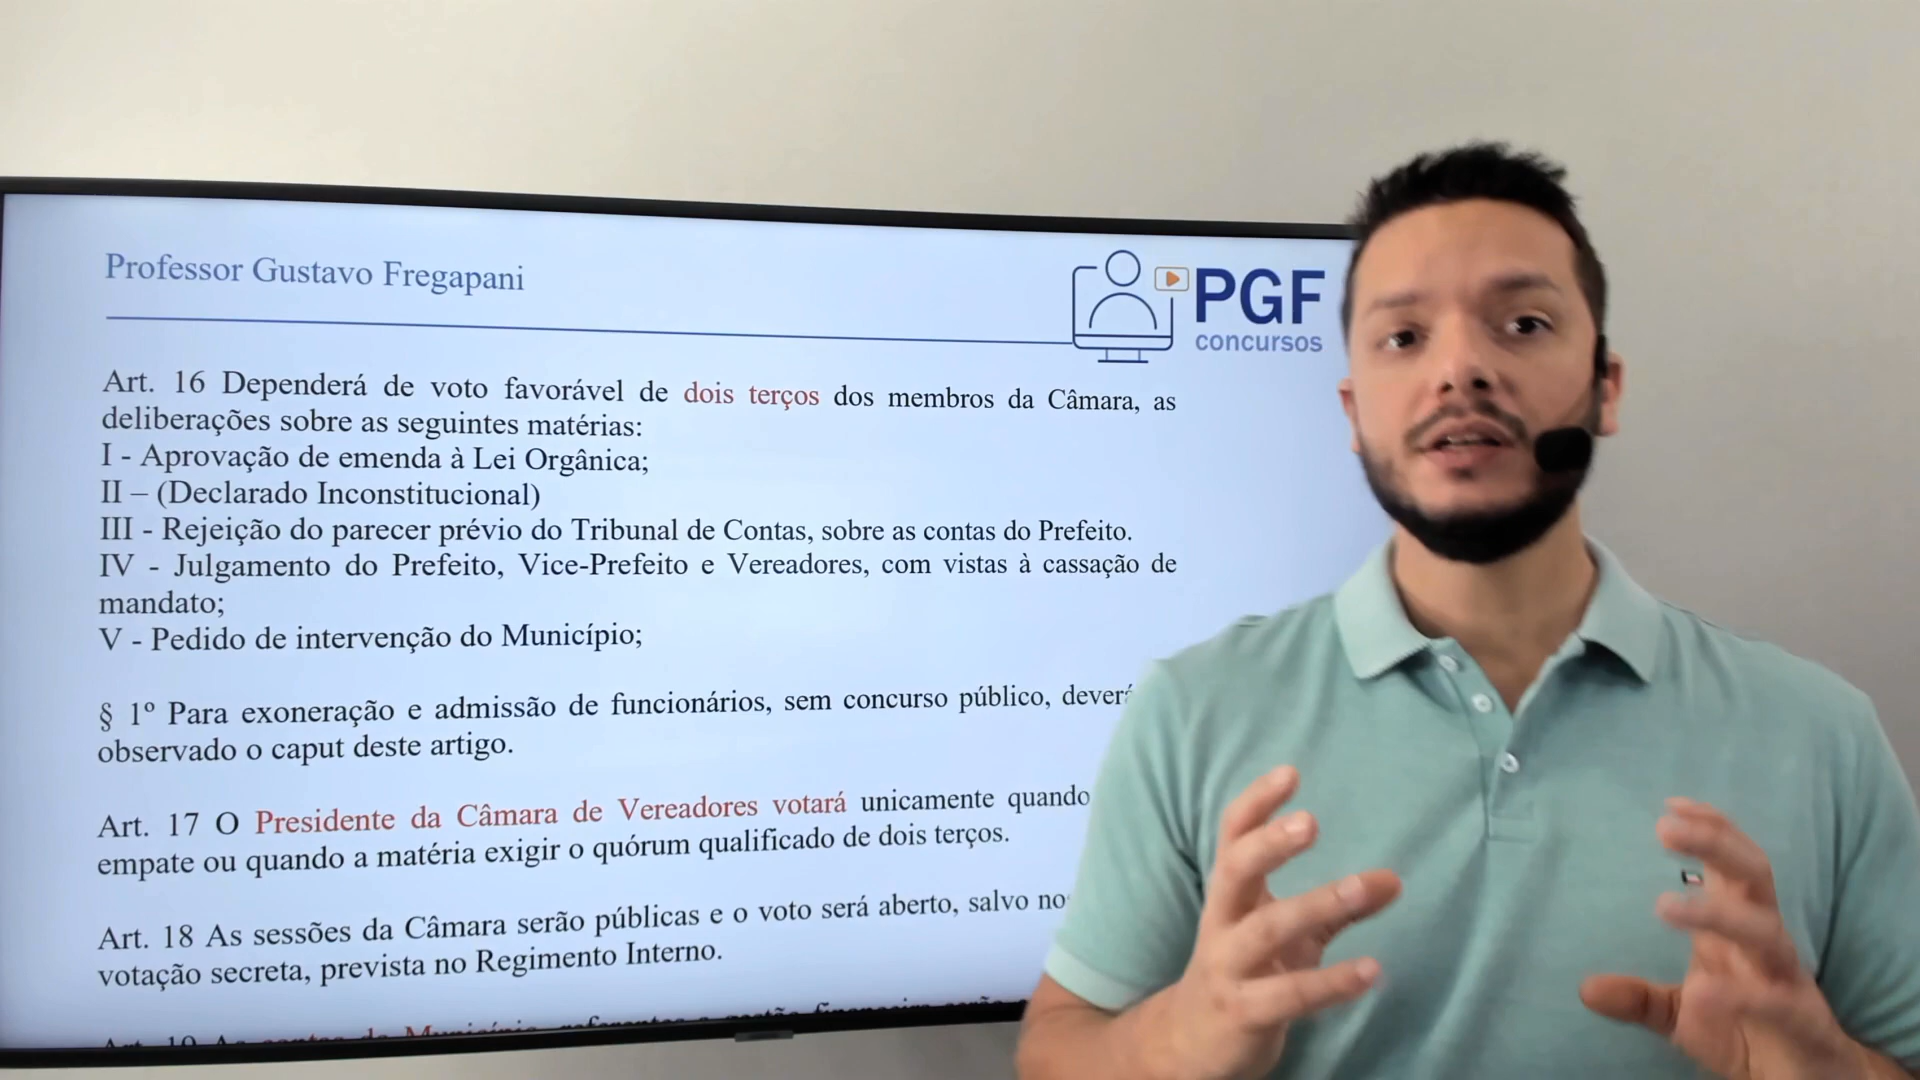 Professor Gustavo Fregapani
PGF
concursos
Art. 16 Dependerá de voto favorável de dois terços dos membros da Câmara, as
deliberações sobre as seguintes matérias:
I - Aprovação de emenda à Lei Orgânica;
II – (Declarado Inconstitucional)
III - Rejeição do parecer prévio do Tribunal de Contas, sobre as contas do Prefeito.
IV - Julgamento do Prefeito, Vice-Prefeito e Vereadores, com vistas à cassação de
mandato;
V - Pedido de intervenção do Município;
§ 1º Para exoneração e admissão de funcionários, sem concurso público, deverá
observado o caput deste artigo.
Art. 17 O Presidente da Câmara de Vereadores votará unicamente quando
empate ou quando a matéria exigir o quórum qualificado de dois terços.
Art. 18 As sessões da Câmara serão públicas e o voto será aberto, salvo
votação secreta, prevista no Regimento Interno.